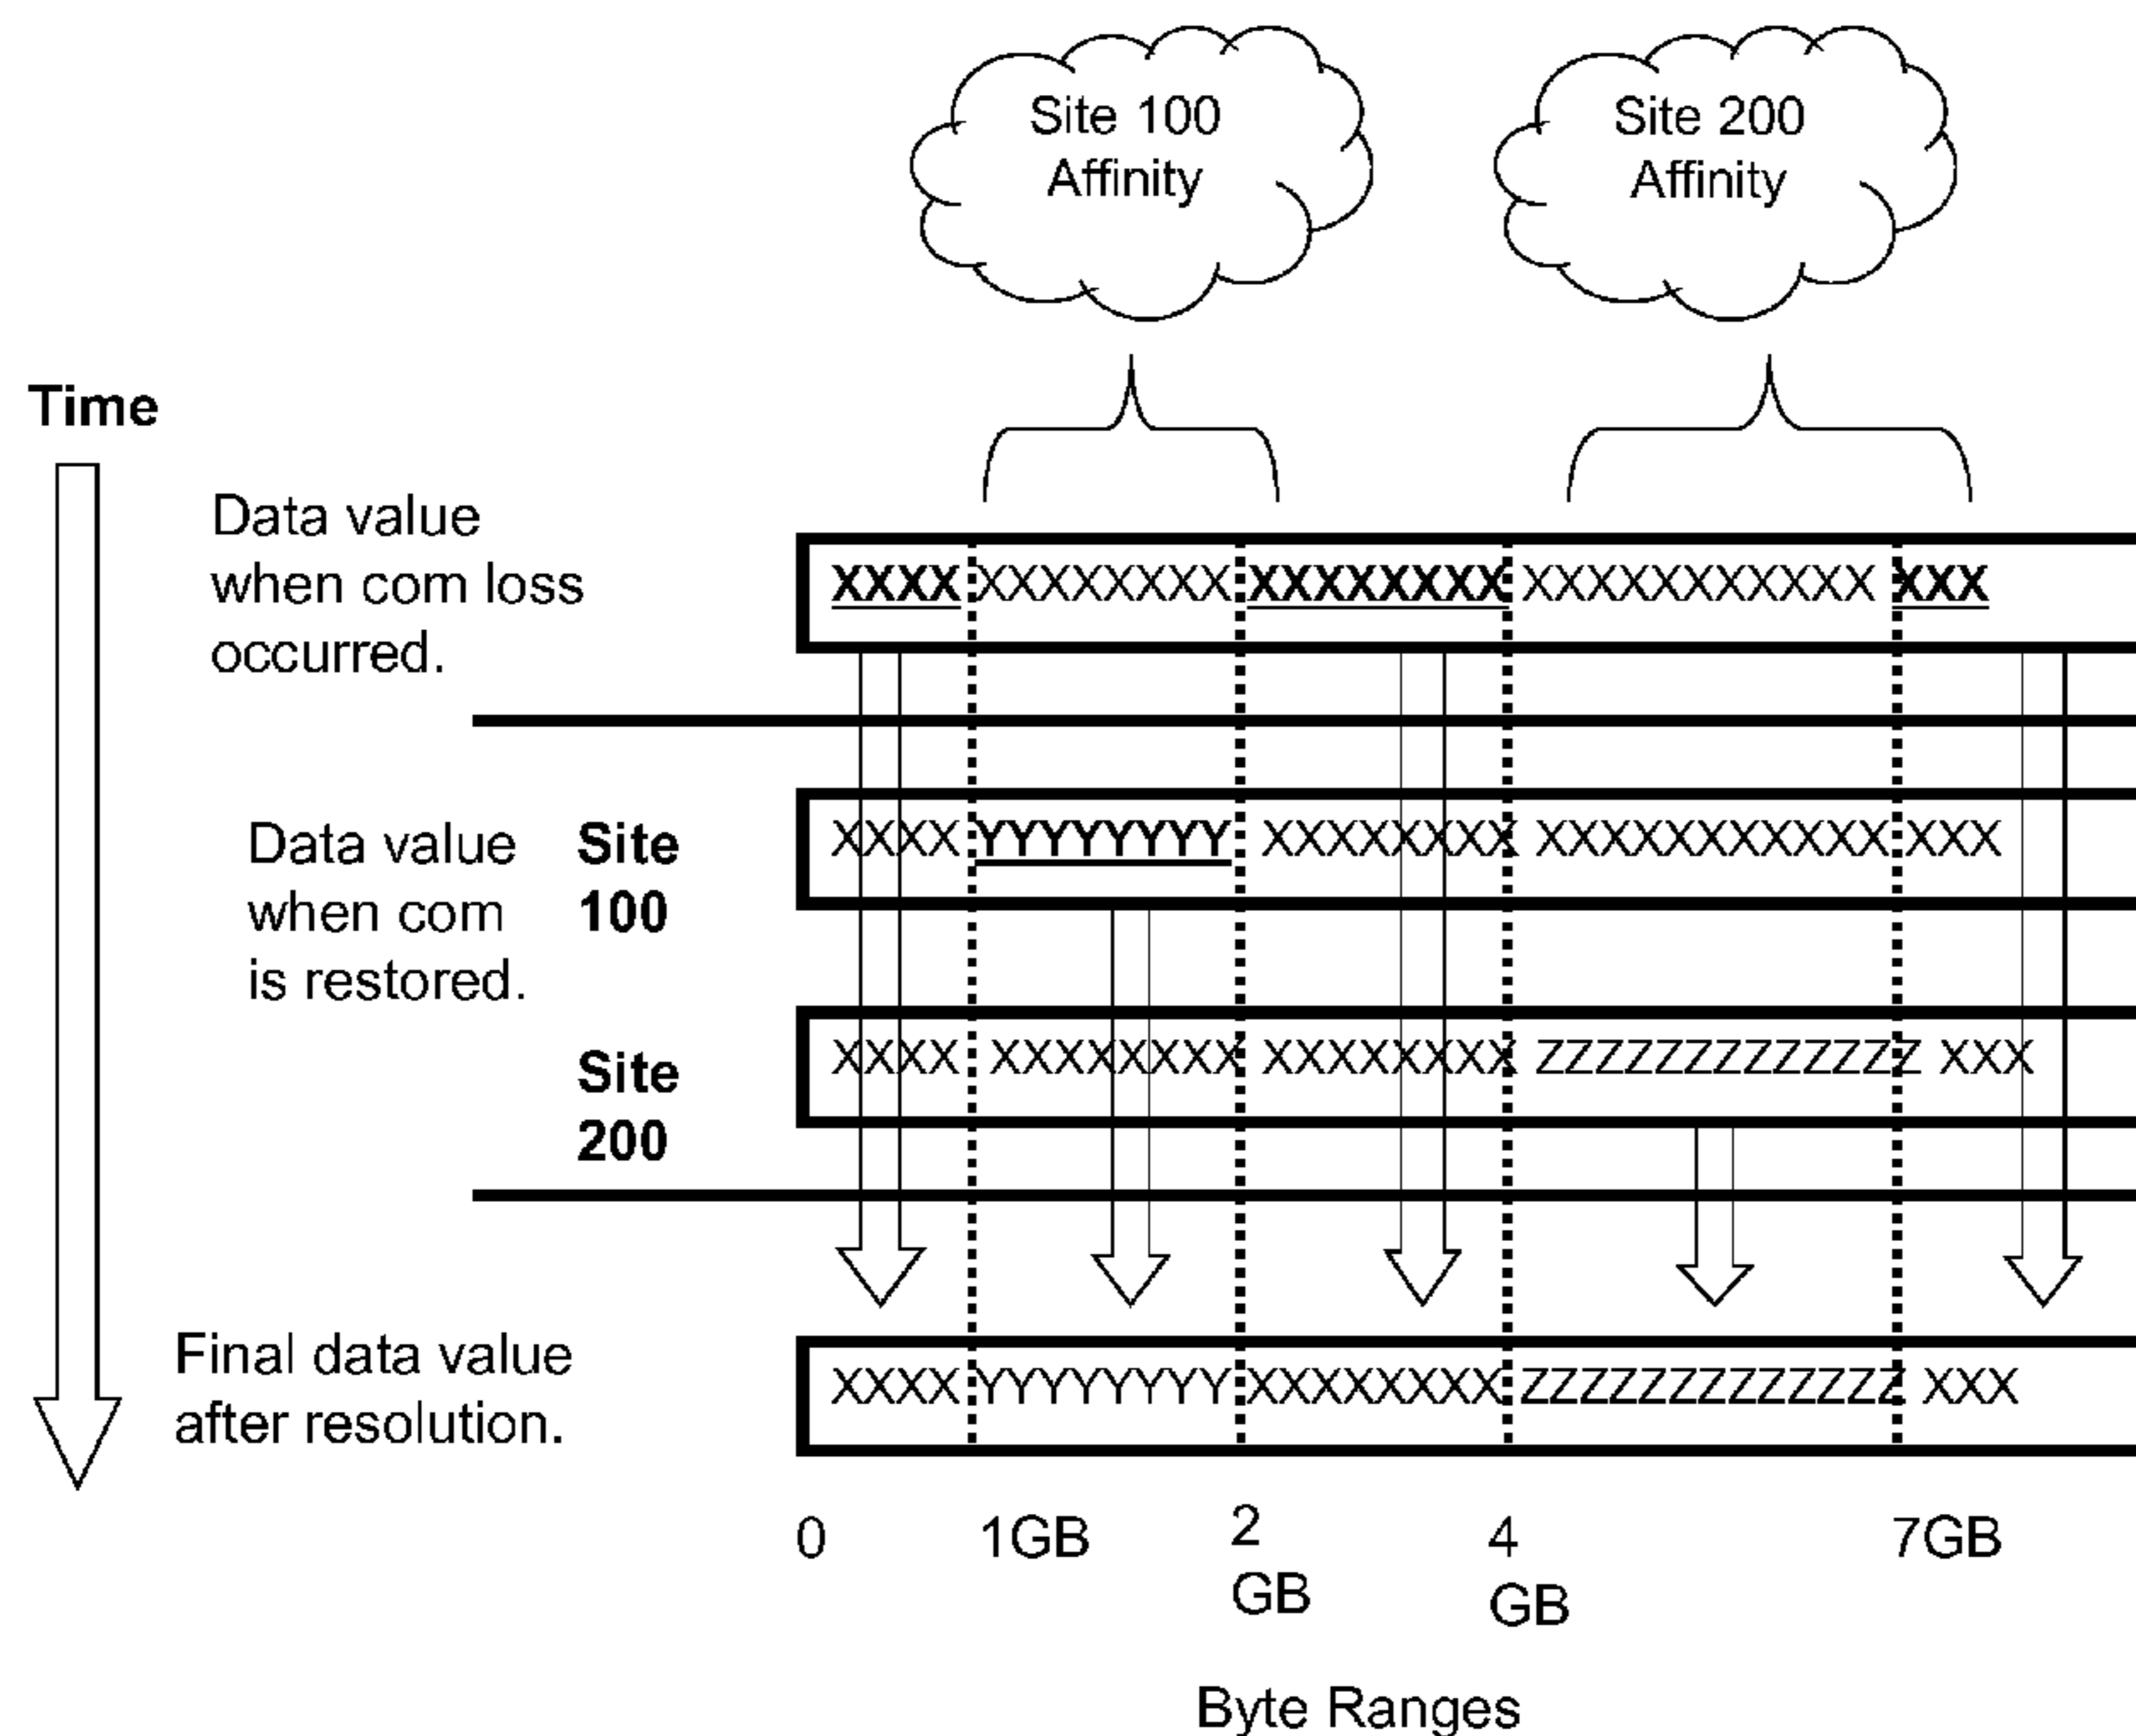 Site 100
Affinity
Site 200
Affinity
Time
Data value
when com loss
occurred.
XXXX XXXXXXXX XXXXXXXX XXXXXXXXXXX XXX
Data value
when com
is restored.
Site
100
XXXX YYYYYYYY XXXXXXXX XXXXXXXXXXX XXX
Site
200
XXXX XXXXXXXX XXXXXXXX ZZZZZZZZZZZZZ XXX
Final data value
after resolution.
XXXX YYYYYYYY XXXXXXXX ZZZZZZZZZZZZZ XXX
0 1GB 2 GB 4 GB 7GB
Byte Ranges